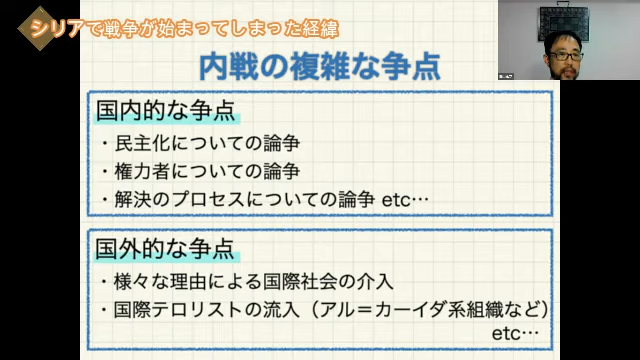 シリアで戦争が始まってしまった経緯
内戦の複雑な争点
国内的な争点
・民主化についての論争
・権力者についての論争
・解決のプロセスについての論争 etc…
国外的な争点
・様々な理由による国際社会の介入
・国際テロリストの流入（アル＝カーイダ系組織など）
etc…